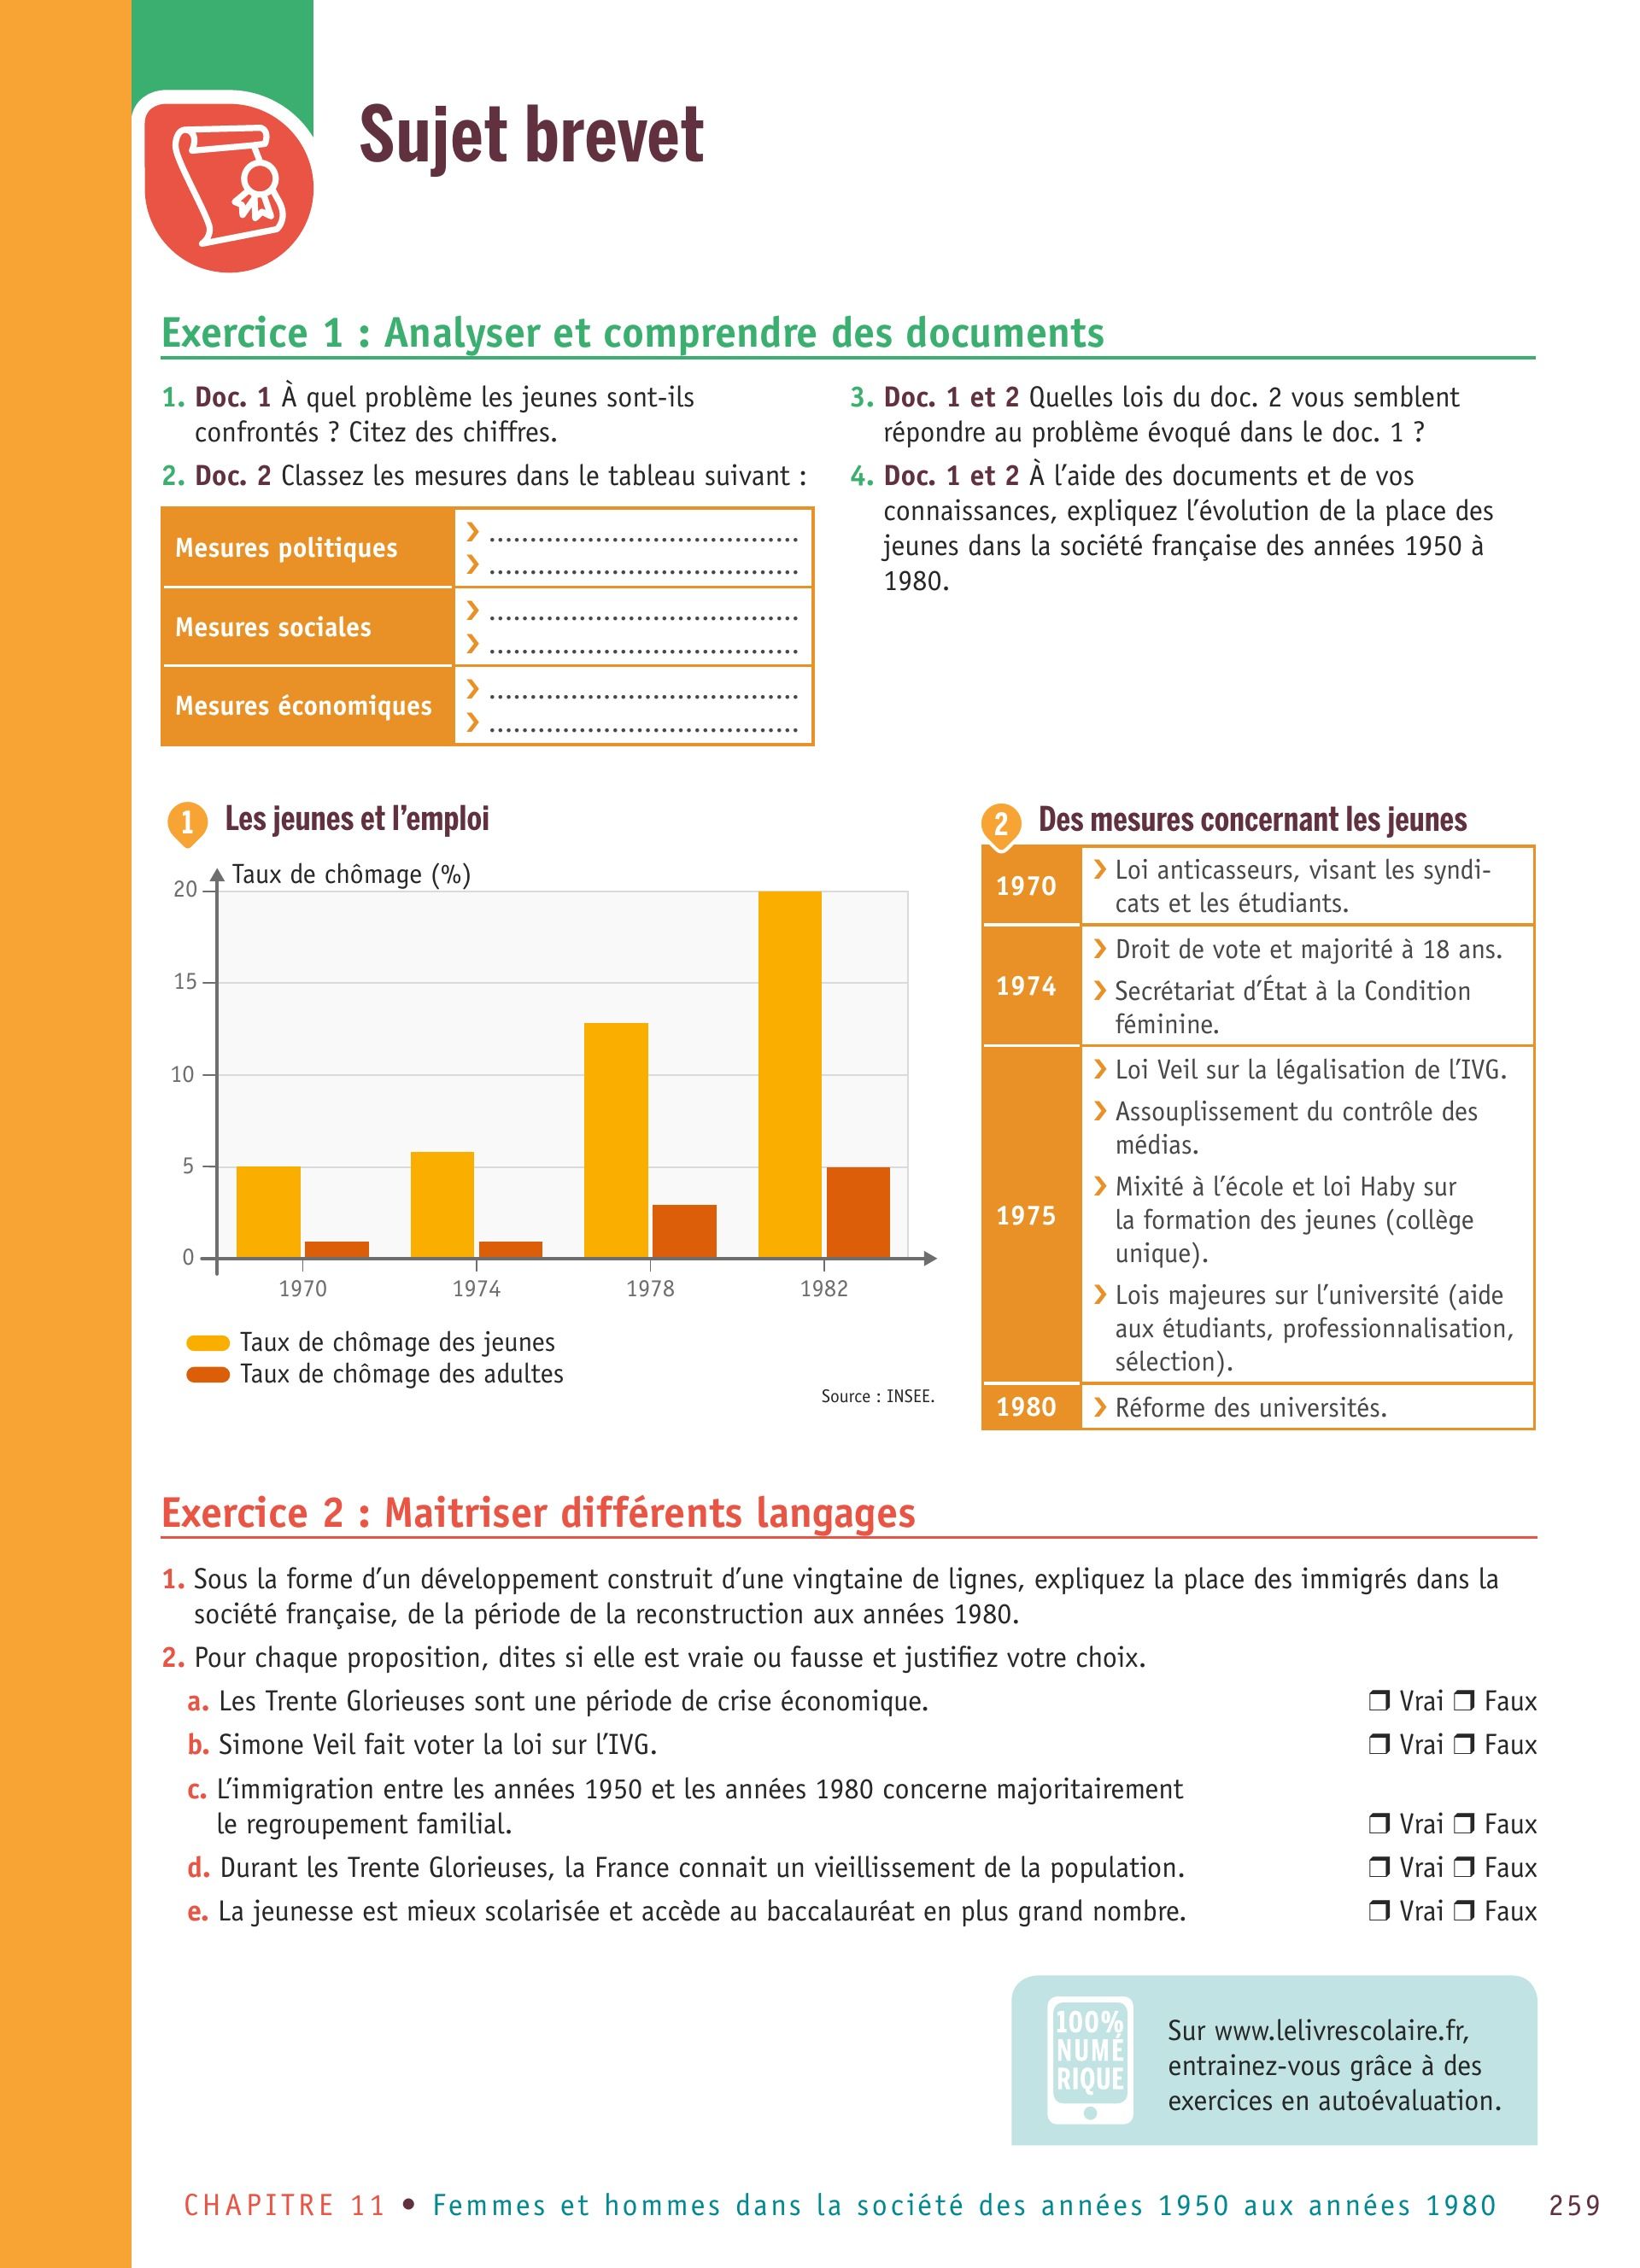 Sujet brevet
Exercice 1 : Analyser et comprendre des documents
1. Doc. 1 À quel problème les jeunes sont-ils
confrontés ? Citez des chiffres.
2. Doc. 2 Classez les mesures dans le tableau suivant :
Mesures politiques
› ......................................
› ......................................
Mesures sociales
› ......................................
› ......................................
Mesures économiques
› ......................................
› ......................................
3. Doc. 1 et 2 Quelles lois du doc. 2 vous semblent
répondre au problème évoqué dans le doc. 1 ?
4. Doc. 1 et 2 À l’aide des documents et de vos
connaissances, expliquez l’évolution de la place des
jeunes dans la société française des années 1950 à
1980.
1 Les jeunes et l’emploi
Taux de chômage (%)
20
15
10
5
0
1970 1974 1978 1982
Taux de chômage des jeunes
Taux de chômage des adultes
Source : INSEE.
2 Des mesures concernant les jeunes
1970
› Loi anticasseurs, visant les syndi-
cats et les étudiants.
1974
› Droit de vote et majorité à 18 ans.
› Secrétariat d’État à la Condition
féminine.
1975
› Loi Veil sur la légalisation de l’IVG.
› Assouplissement du contrôle des
médias.
› Mixité à l’école et loi Haby sur
la formation des jeunes (collège
unique).
› Lois majeures sur l’université (aide
aux étudiants, professionnalisation,
sélection).
1980
› Réforme des universités.
Exercice 2 : Maitriser différents langages
1. Sous la forme d’un développement construit d’une vingtaine de lignes, expliquez la place des immigrés dans la
société française, de la période de la reconstruction aux années 1980.
2. Pour chaque proposition, dites si elle est vraie ou fausse et justifiez votre choix.
a. Les Trente Glorieuses sont une période de crise économique. ❒ Vrai ❒ Faux
b. Simone Veil fait voter la loi sur l’IVG. ❒ Vrai ❒ Faux
c. L’immigration entre les années 1950 et les années 1980 concerne majoritairement
le regroupement familial. ❒ Vrai ❒ Faux
d. Durant les Trente Glorieuses, la France connait un vieillissement de la population. ❒ Vrai ❒ Faux
e. La jeunesse est mieux scolarisée et accède au baccalauréat en plus grand nombre. ❒ Vrai ❒ Faux
100%
NUMÉ
RIQUE
Sur www.lelivrescolaire.fr,
entrainez-vous grâce à des
exercices en autoévaluation.
CHAPITRE 11 • Femmes et hommes dans la société des années 1950 aux années 1980 259